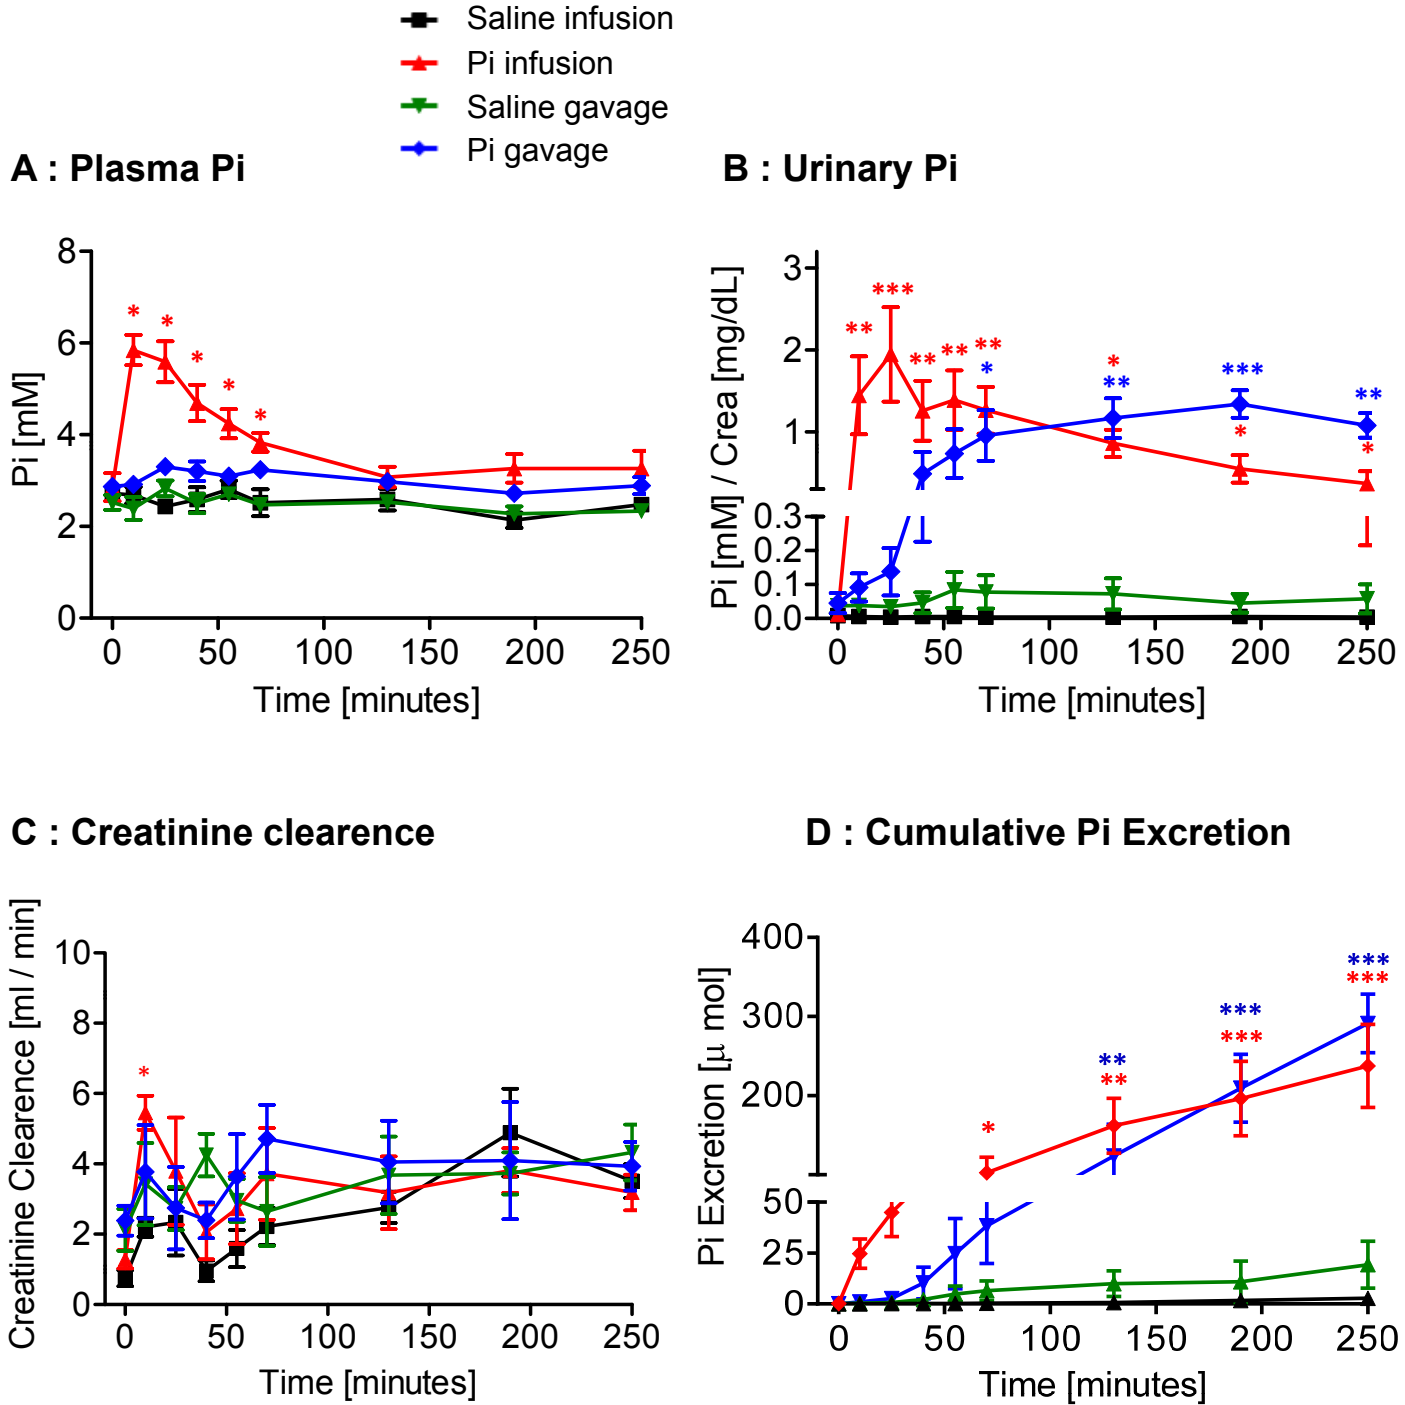 Saline infusion
Pi infusion
Saline gavage
Pi gavage
A : Plasma Pi
B : Urinary Pi
Pi [mM]
8
6
4
2
0
*
*
*
*
*
0 50 100 150 200 250
Time [minutes]
Pi [mM] / Crea [mg/dL]
3
2
1
0.3
0.2
0.1
0.0
**
***
**
**
**
*
*
**
***
*
**
*
0 50 100 150 200 250
Time [minutes]
C : Creatinine clearence
D : Cumulative Pi Excretion
Creatinine Clearence [ml / min]
10
8
6
4
2
0
*
0 50 100 150 200 250
Time [minutes]
Pi Excretion [µ mol]
400
300
200
50
25
0
*
**
**
***
***
***
***
0 50 100 150 200 250
Time [minutes]